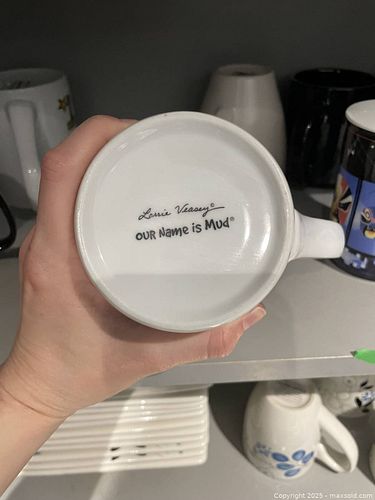 Lorrie Veasey©
OUR Name is Mud®
Copyright 2025 - maxsold.com